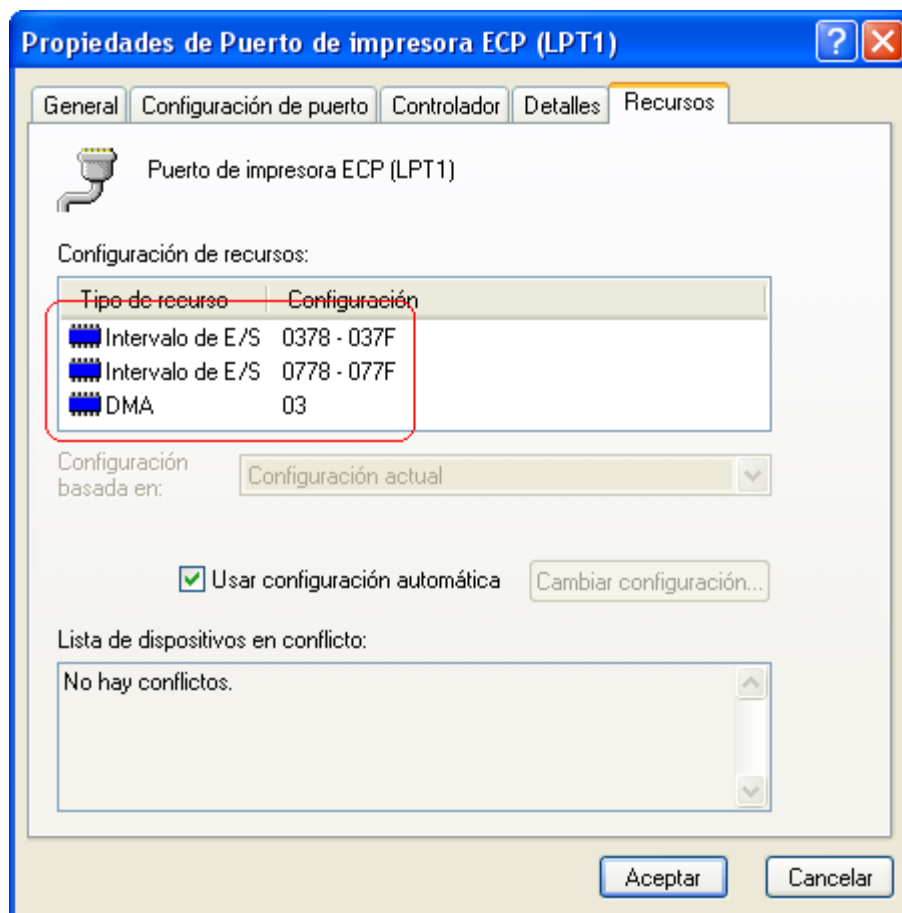 Propiedades de Puerto de impresora ECP (LPT1)
General Configuración de puerto Controlador Detalles Recursos
Puerto de impresora ECP (LPT1)
Configuración de recursos:
Tipo de recurso Configuración
Intervalo de E/S 0378 - 037F
Intervalo de E/S 0778 - 077F
DMA 03
Configuración
basada en:
Configuración actual
Usar configuración automática Cambiar configuración...
Lista de dispositivos en conflicto:
No hay conflictos.
Aceptar Cancelar